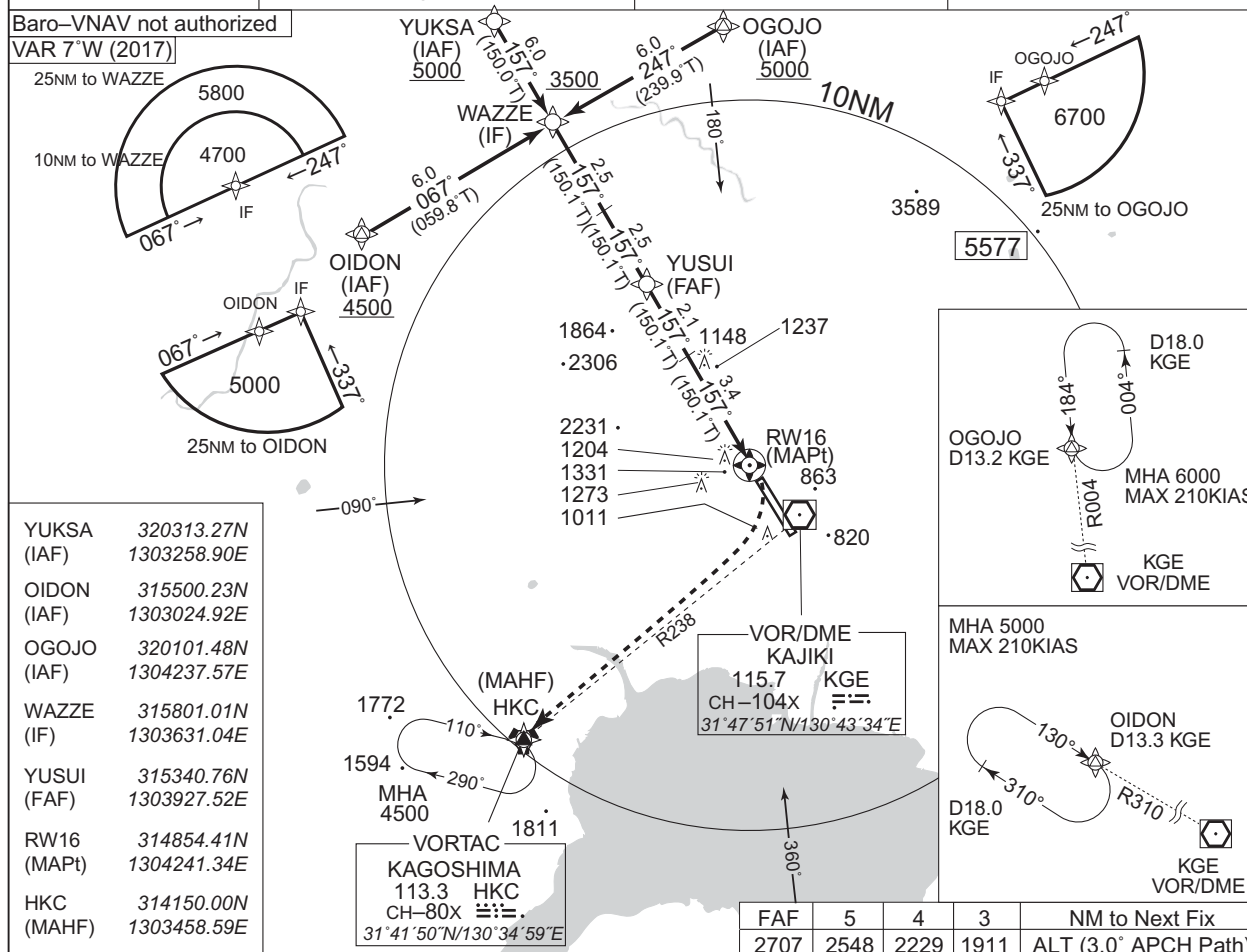 Baro–VNAV not authorized
VAR 7˚W (2017)
25NM to WAZZE
5800
10NM to WAZZE
4700
←247˚
067˚→
IF
YUKSA
(IAF)
5000
6.0
157˚
(150.0˚T)
3500
OGOJO
(IAF)
5000
6.0
247˚
(239.9˚T)
WAZZE
(IF)
10NM
180˚
←247˚
OGOJO
IF
6700
←337˚
25NM to OGOJO
6.0
067˚
(059.8˚T)
OIDON
(IAF)
4500
2.5
157˚
(150.1˚T)
2.5
157˚
(150.1˚T)
YUSUI
(FAF)
3589
5577
067˚→
OIDON
IF
5000
←337˚
25NM to OIDON
1864
2306
2.1
157˚
(150.1˚T)
1148
1237
3.4
157˚
(150.1˚T)
2231
1204
1331
1273
1011
RW16
(MAPt)
863
820
090˚
D18.0
KGE
184˚
004˚
OGOJO
D13.2 KGE
MHA 6000
MAX 210KIAS
R004
KGE
VOR/DME
YUKSA 320313.27N
(IAF) 1303258.90E
OIDON 315500.23N
(IAF) 1303024.92E
OGOJO 320101.48N
(IAF) 1304237.57E
WAZZE 315801.01N
(IF) 1303631.04E
YUSUI 315340.76N
(FAF) 1303927.52E
RW16 314854.41N
(MAPt) 1304241.34E
HKC 314150.00N
(MAHF) 1303458.59E
R238
VOR/DME
KAJIKI
115.7 KGE
CH–104X
31˚47´51˝N/130˚43´34˝E
(MAHF)
HKC
1772
110˚
1594
290˚
MHA
4500
1811
VORTAC
KAGOSHIMA
113.3 HKC
CH–80X
31˚41´50˝N/130˚34´59˝E
360˚
MHA 5000
MAX 210KIAS
OIDON
D13.3 KGE
130˚
310˚
R310
D18.0
KGE
KGE
VOR/DME
FAF 5 4 3 NM to Next Fix
2707 2548 2229 1911 ALT (3.0˚ APCH Path)